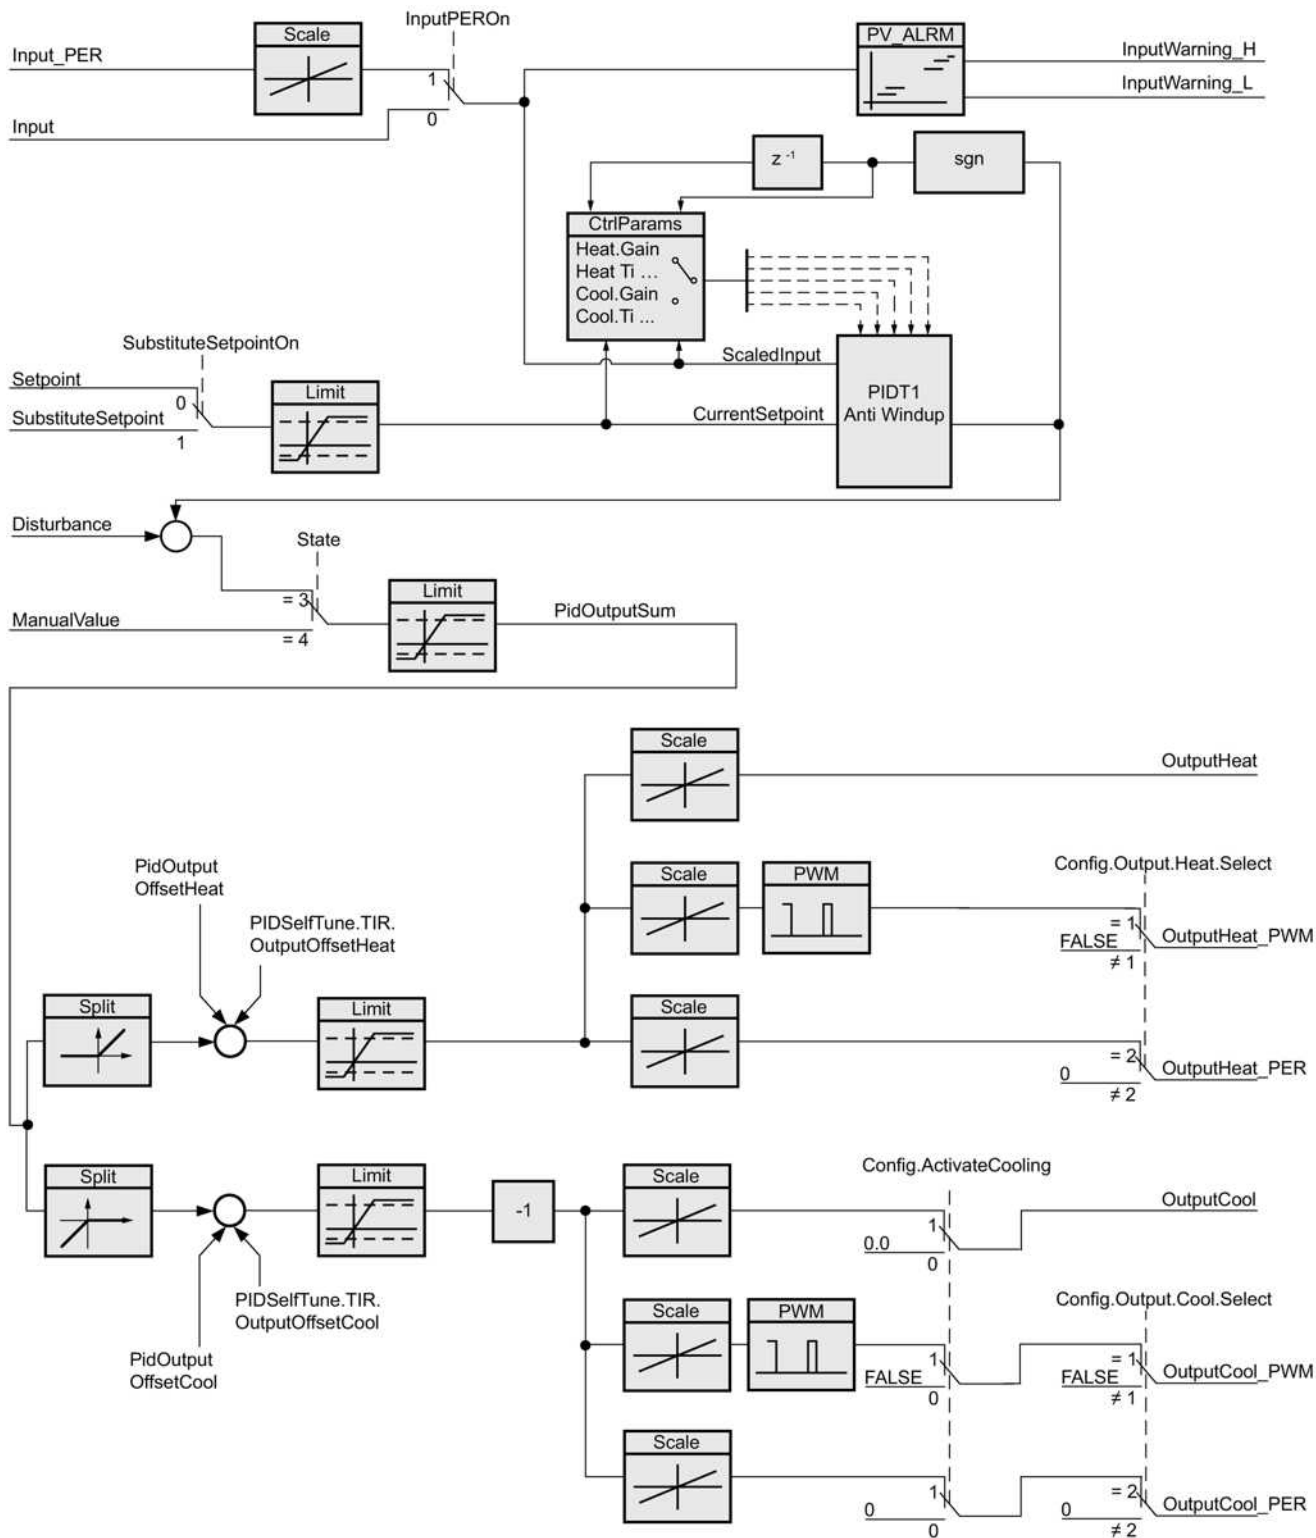 InputPEROn
Scale
PV_ALRM
Input_PER
InputWarning_H
1
InputWarning_L
Input
0
z -1
sgn
CtrlParams
Heat.Gain
Heat Ti ...
Cool.Gain
Cool.Ti ...
SubstituteSetpointOn
ScaledInput
Setpoint
0
Limit
PIDT1
Anti Windup
SubstituteSetpoint
1
CurrentSetpoint
Disturbance
State
= 3
Limit
PidOutputSum
ManualValue
= 4
Scale
OutputHeat
PidOutput
OffsetHeat
Config.Output.Heat.Select
Scale
PWM
PIDSelfTune.TIR.
OutputOffsetHeat
= 1
FALSE
≠ 1
OutputHeat_PWM
Split
Limit
Scale
= 2
0
≠ 2
OutputHeat_PER
Split
Limit
-1
Scale
Config.ActivateCooling
OutputCool
1
0.0
0
PIDSelfTune.TIR.
OutputOffsetCool
PidOutput
OffsetCool
Scale
PWM
Config.Output.Cool.Select
1
FALSE
0
= 1
FALSE
≠ 1
OutputCool_PWM
Scale
1
0
0
= 2
0
≠ 2
OutputCool_PER